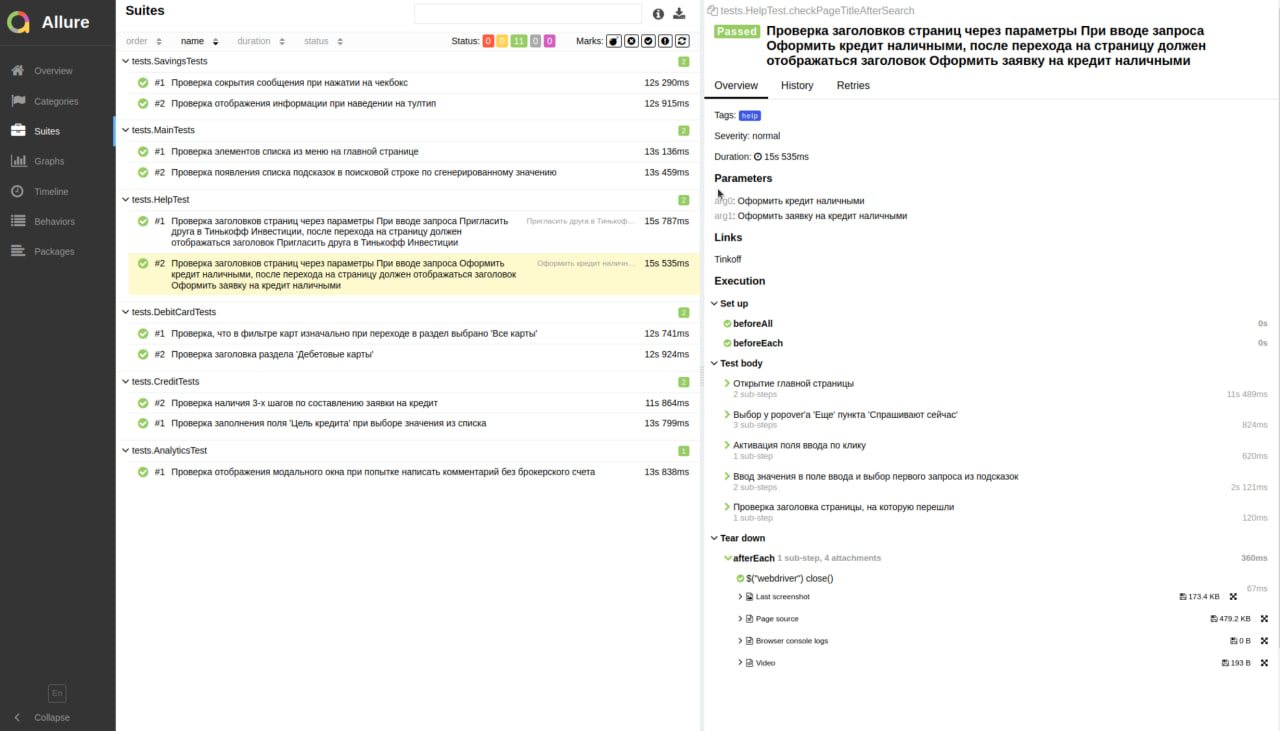 Allure
Overview
Categories
Suites
Graphs
Timeline
Behaviors
Packages
En
Collapse
Suites
order name duration status Status: 0 0 11 0 0 Marks:
tests.SavingsTests 2
#1 Проверка сокрытия сообщения при нажатии на чекбокс 12s 290ms
#2 Проверка отображения информации при наведении на тултип 12s 915ms
tests.MainTests 2
#1 Проверка элементов списка из меню на главной странице 13s 136ms
#2 Проверка появления списка подсказок в поисковой строке по сгенерированному значению 13s 459ms
tests.HelpTest 2
#1 Проверка заголовков страниц через параметры При вводе запроса Пригласить Пригласить друга в Тинькоф... 15s 787ms
друга в Тинькофф Инвестиции, после перехода на страницу должен
отображаться заголовок Пригласить друга в Тинькофф Инвестиции
#2 Проверка заголовков страниц через параметры При вводе запроса Оформить Оформить кредит наличн... 15s 535ms
кредит наличными, после перехода на страницу должен отображаться заголовок
Оформить заявку на кредит наличными
tests.DebitCardTests 2
#1 Проверка, что в фильтре карт изначально при переходе в раздел выбрано 'Все карты' 12s 741ms
#2 Проверка заголовка раздела 'Дебетовые карты' 12s 924ms
tests.CreditTests 2
#2 Проверка наличия 3-х шагов по составлению заявки на кредит 11s 864ms
#1 Проверка заполнения поля 'Цель кредита' при выборе значения из списка 13s 799ms
tests.AnalyticsTest 1
#1 Проверка отображения модального окна при попытке написать комментарий без брокерского счета 13s 838ms
tests.HelpTest.checkPageTitleAfterSearch
Passed Проверка заголовков страниц через параметры При вводе запроса
Оформить кредит наличными, после перехода на страницу должен
отображаться заголовок Оформить заявку на кредит наличными
Overview History Retries
Tags: help
Severity: normal
Duration: 15s 535ms
Parameters
arg0: Оформить кредит наличными
arg1: Оформить заявку на кредит наличными
Links
Tinkoff
Execution
Set up
beforeAll 0s
beforeEach 0s
Test body
Открытие главной страницы
2 sub-steps 11s 489ms
Выбор у popover'а 'Еще' пункта 'Спрашивают сейчас'
3 sub-steps 824ms
Активация поля ввода по клику
1 sub-step 620ms
Ввод значения в поле ввода и выбор первого запроса из подсказок
2 sub-steps 2s 121ms
Проверка заголовка страницы, на которую перешли
1 sub-step 120ms
Tear down
afterEach 1 sub-step, 4 attachments 360ms
$("webdriver") close()
67ms
Last screenshot 173.4 KB
Page source 479.2 KB
Browser console logs 0 B
Video 193 B